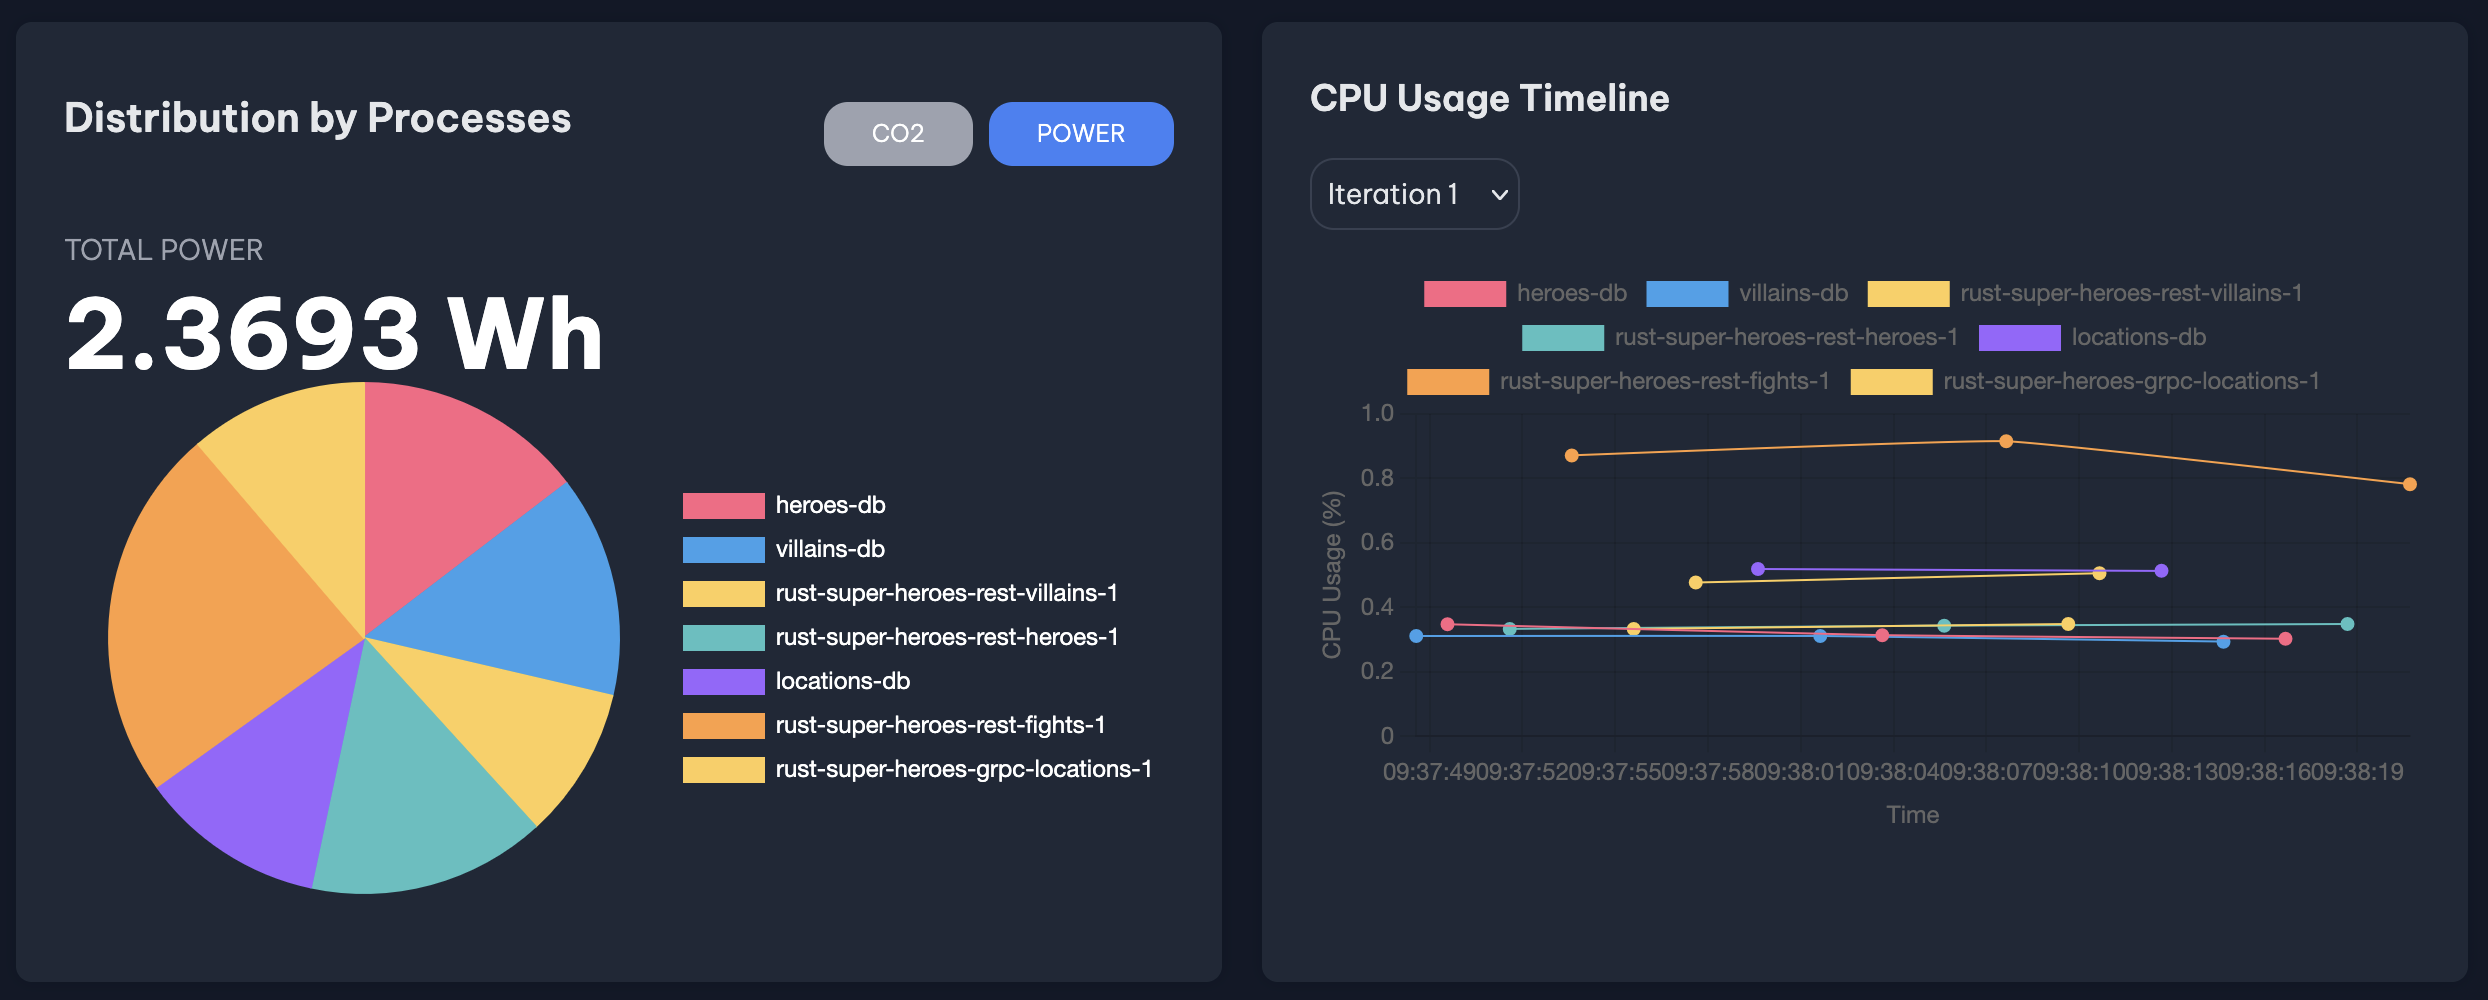 Distribution by Processes
CO2
POWER
TOTAL POWER
2.3693 Wh
heroes-db
villains-db
rust-super-heroes-rest-villains-1
rust-super-heroes-rest-heroes-1
locations-db
rust-super-heroes-rest-fights-1
rust-super-heroes-grpc-locations-1
CPU Usage Timeline
Iteration 1
heroes-db villains-db rust-super-heroes-rest-villains-1
rust-super-heroes-rest-heroes-1 locations-db
rust-super-heroes-rest-fights-1 rust-super-heroes-grpc-locations-1
CPU Usage (%)
1.0
0.8
0.6
0.4
0.2
0
09:37:49 09:37:52 09:37:55 09:37:58 09:38:01 09:38:04 09:38:07 09:38:10 09:38:13 09:38:16 09:38:19
Time